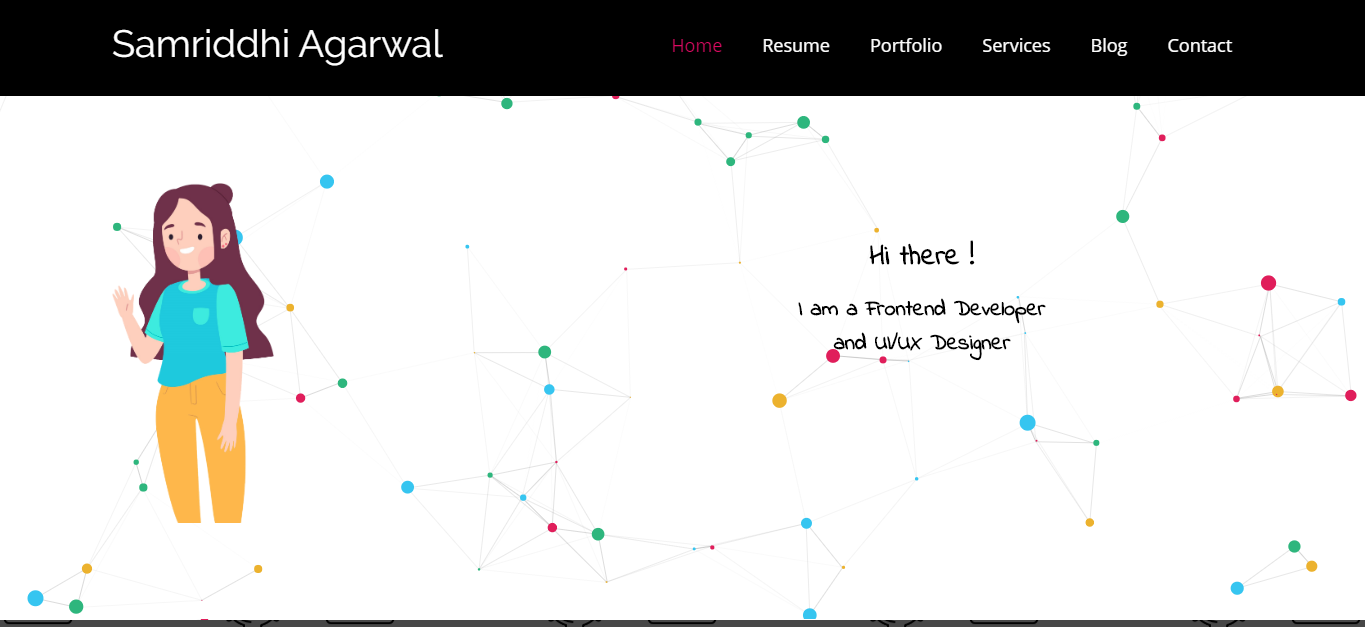 Samriddhi Agarwal
Home Resume Portfolio Services Blog Contact
Hi there !
I am a Frontend Developer
and UI/UX Designer